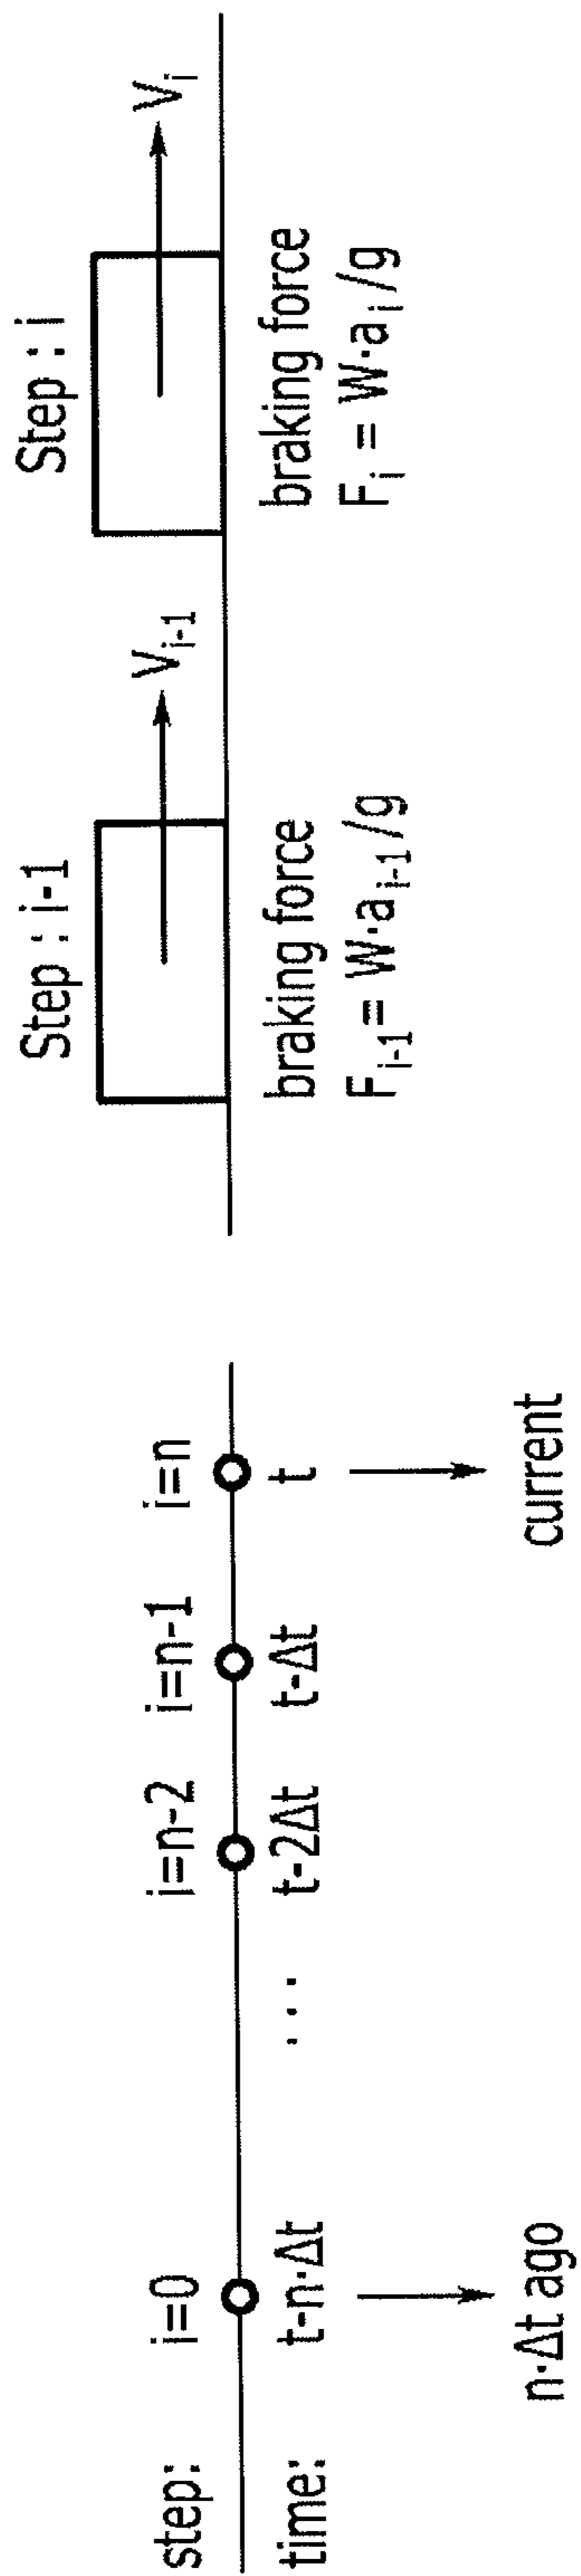 step: i=0 i=n-2 i=n-1 i=n
time: t-n·Δt ... t-2Δt t-Δt t
n·Δt ago current
Step : i-1 Step : i
V_{i-1} V_i
braking force braking force
F_{i-1} = W·a_{i-1}/g F_i = W·a_i/g